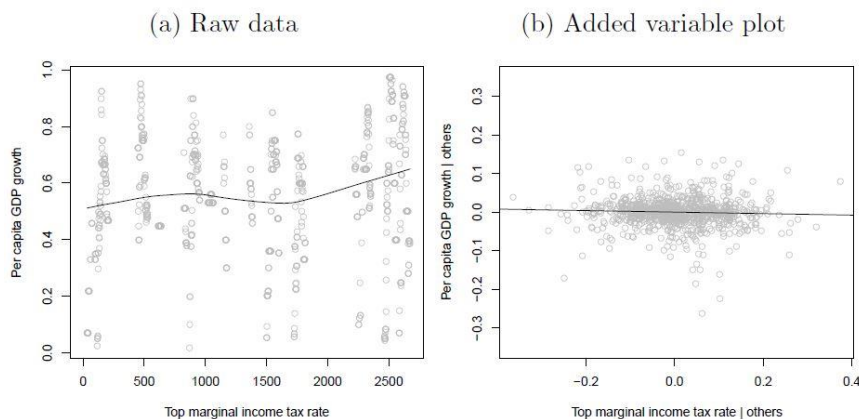 (a) Raw data
(b) Added variable plot
Per capita GDP growth
1.0
0.8
0.6
0.4
0.2
0.0
0 500 1000 1500 2000 2500
Top marginal income tax rate
Per capita GDP growth | others
0.3
0.2
0.1
0.0
−0.1
−0.2
−0.3
−0.2 0.0 0.2 0.4
Top marginal income tax rate | others